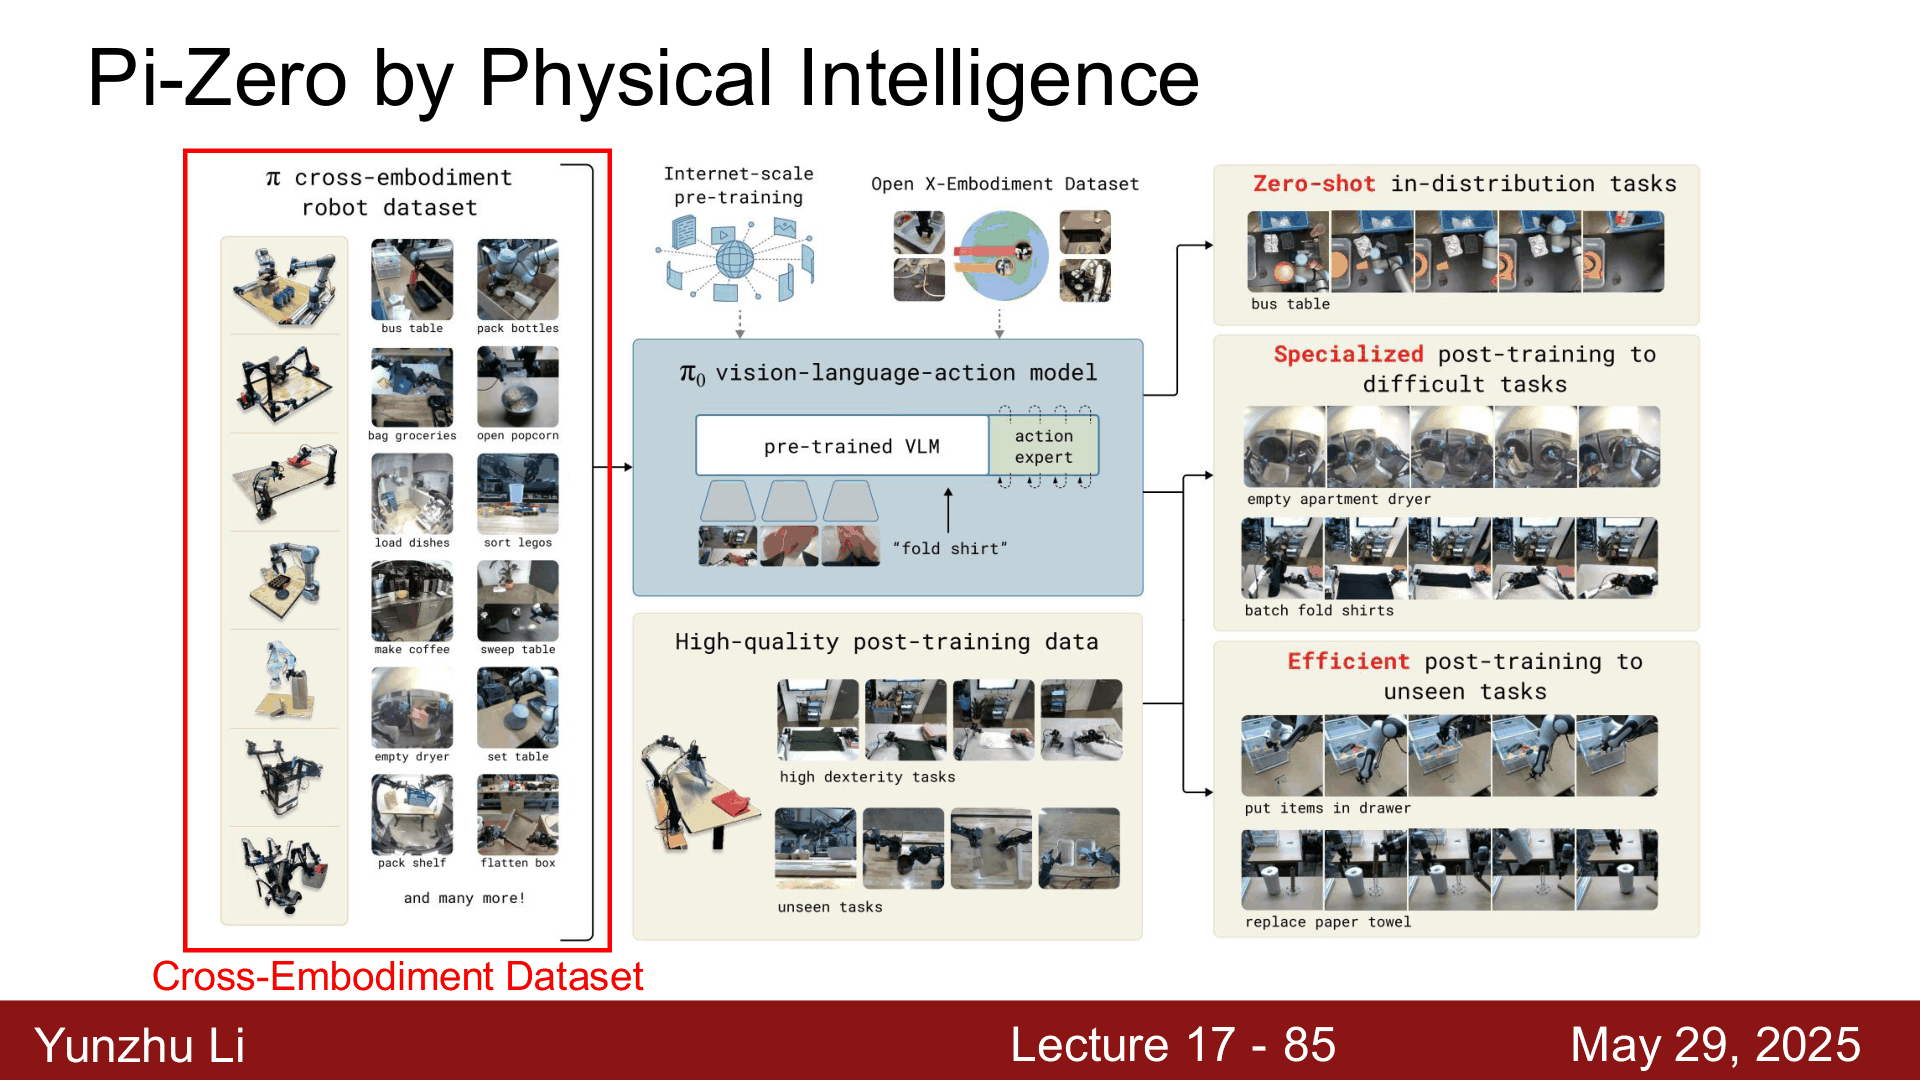 Pi-Zero by Physical Intelligence
π cross-embodiment
robot dataset
bus table
pack bottles
bag groceries
open popcorn
load dishes
sort legos
make coffee
sweep table
empty dryer
set table
pack shelf
flatten box
and many more!
Cross-Embodiment Dataset
Internet-scale
pre-training
Open X-Embodiment Dataset
π0 vision-language-action model
pre-trained VLM
action
expert
“fold shirt”
High-quality post-training data
high dexterity tasks
unseen tasks
Zero-shot in-distribution tasks
bus table
Specialized post-training to
difficult tasks
empty apartment dryer
batch fold shirts
Efficient post-training to
unseen tasks
put items in drawer
replace paper towel
Yunzhu Li
Lecture 17 - 85
May 29, 2025